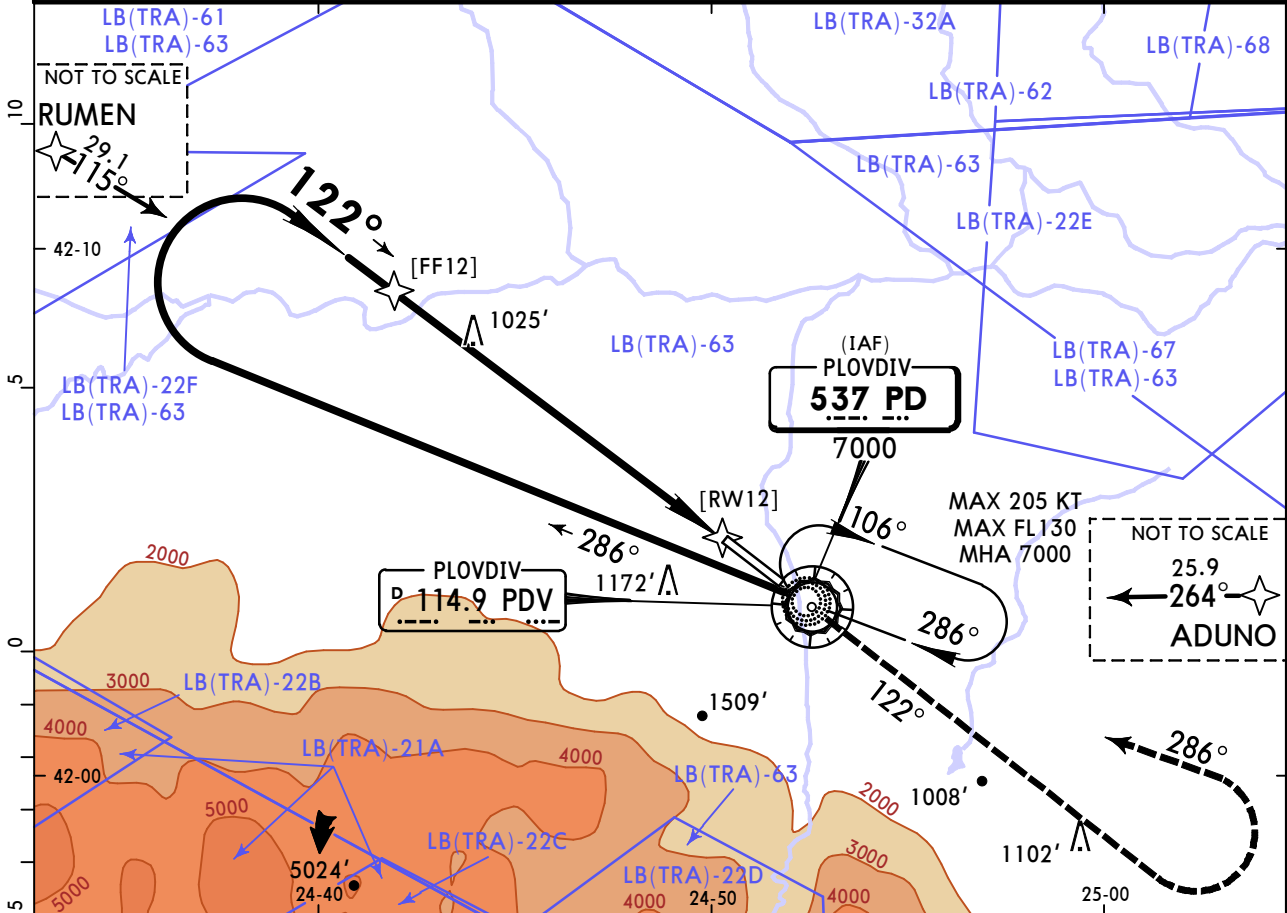 LB(TRA)-61
LB(TRA)-63
LB(TRA)-32A
LB(TRA)-68
NOT TO SCALE
RUMEN
29.1
115°
LB(TRA)-62
10
122°
LB(TRA)-63
LB(TRA)-22E
42-10
[FF12]
1025'
LB(TRA)-63
(IAF)
PLOVDIV
537 PD
7000
LB(TRA)-67
LB(TRA)-63
5
LB(TRA)-22F
LB(TRA)-63
[RW12]
106°
MAX 205 KT
MAX FL130
MHA 7000
NOT TO SCALE
25.9
264°
ADUNO
286°
2000
PLOVDIV
D 114.9 PDV
1172'
286°
0
3000
LB(TRA)-22B
1509'
122°
4000
LB(TRA)-21A
4000
286°
42-00
LB(TRA)-63
1008'
2000
5000
LB(TRA)-22C
1102'
3000
5024'
LB(TRA)-22D
5000
24-40
4000
24-50
4000
25-00
5